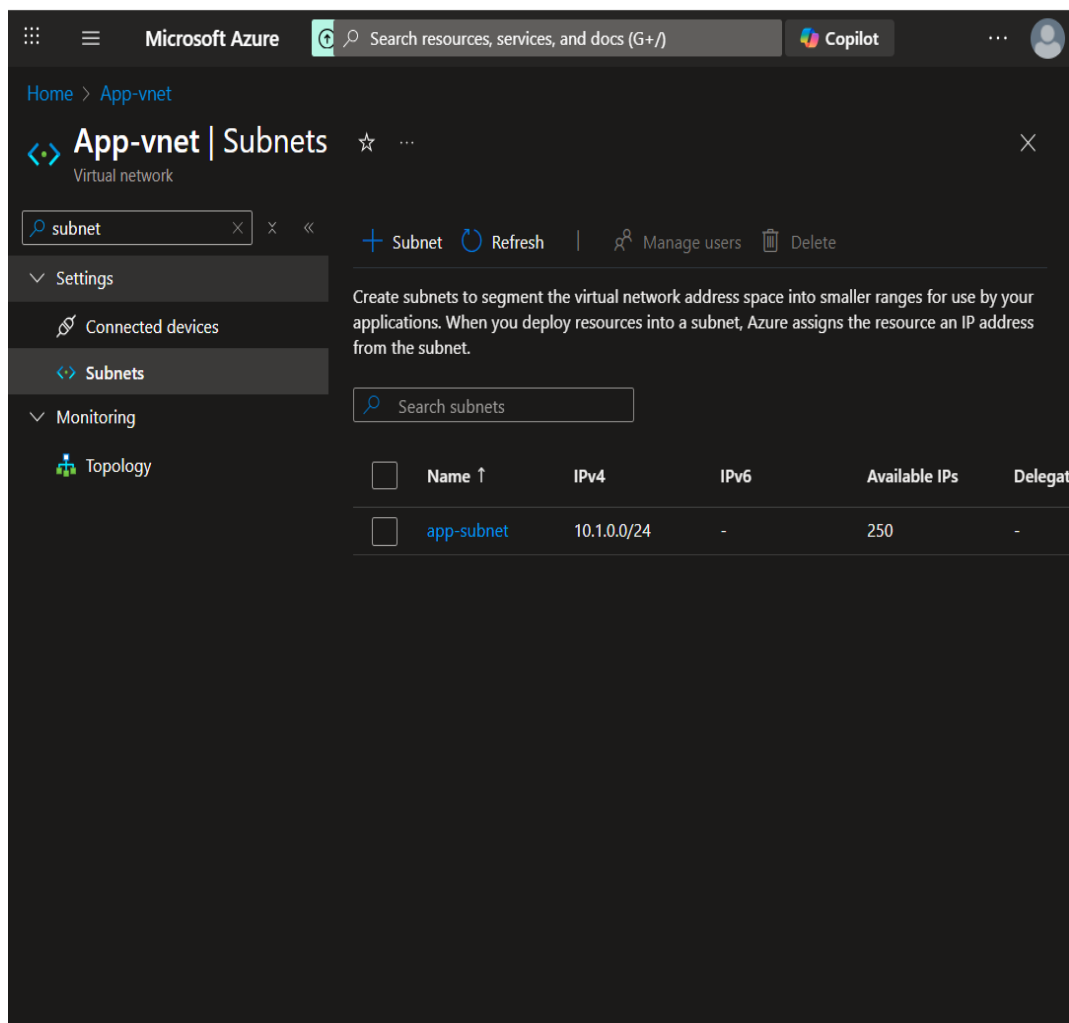 Microsoft Azure
Search resources, services, and docs (G+/)
Copilot
...
Home > App-vnet
App-vnet | Subnets
...
Virtual network
subnet
Settings
Connected devices
Subnets
Monitoring
Topology
+ Subnet
Refresh
Manage users
Delete
Create subnets to segment the virtual network address space into smaller ranges for use by your
applications. When you deploy resources into a subnet, Azure assigns the resource an IP address
from the subnet.
Search subnets
Name ↑ IPv4 IPv6 Available IPs Delegat
app-subnet 10.1.0.0/24 - 250 -